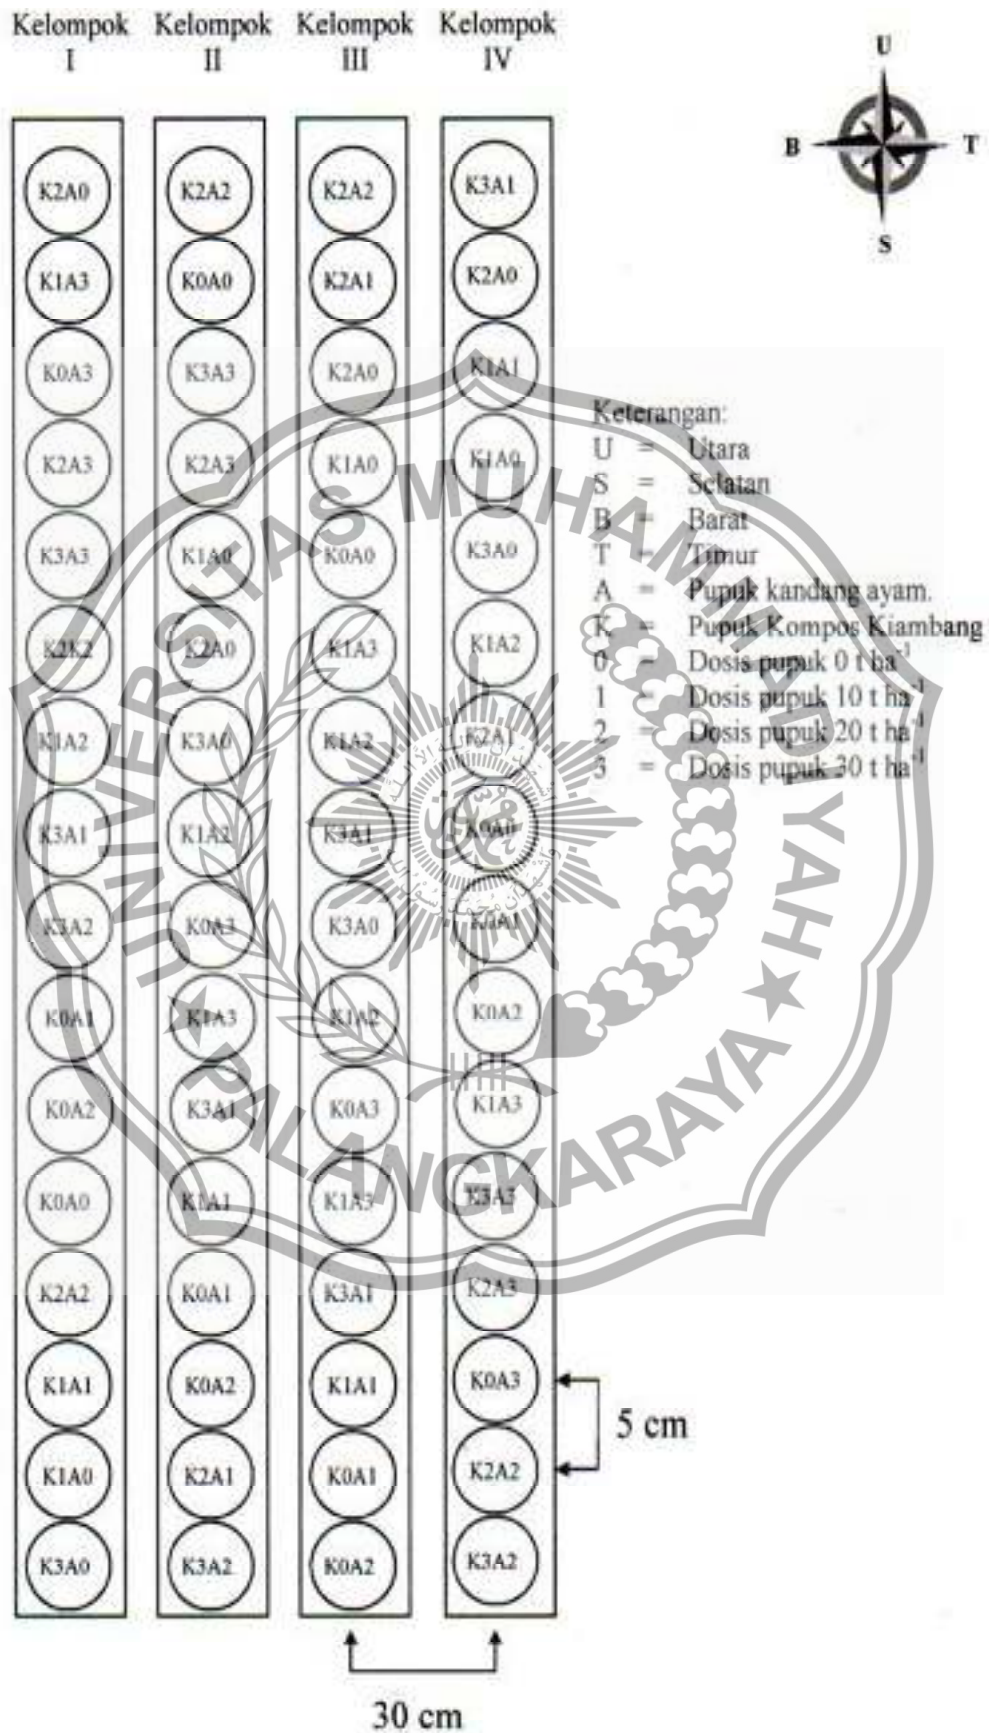 Kelompok Kelompok Kelompok Kelompok
I II III IV
U
B T
S
K2A0 K2A2 K2A2 K3A1
K1A3 K0A0 K2A1 K2A0
K0A3 K3A3 K2A0 K1A1
K2A3 K2A3 K1A0 K1A0
K3A3 K1A0 K0A0 K3A0
K2K2 K2A0 K1A3 K1A2
K1A2 K3A0 K1A2 K2A1
K3A1 K1A2 K3A1 K0A0
K3A2 K0A3 K3A0 K0A1
K0A1 K1A3 K1A2 K0A2
K0A2 K3A1 K0A3 K1A3
K0A0 K1A1 K1A3 K3A3
K2A2 K0A1 K3A1 K2A3
K1A1 K0A2 K1A1 K0A3
K1A0 K2A1 K0A1 K2A2
K3A0 K3A2 K0A2 K3A2
Keterangan:
U = Utara
S = Selatan
B = Barat
T = Timur
A = Pupuk kandang ayam.
K = Pupuk Kompos Kiambang
0 = Dosis pupuk 0 t ha⁻¹
1 = Dosis pupuk 10 t ha⁻¹
2 = Dosis pupuk 20 t ha⁻¹
3 = Dosis pupuk 30 t ha⁻¹
5 cm
30 cm
UNIVERSITAS MUHAMMADIYAH
PALANGKARAYA